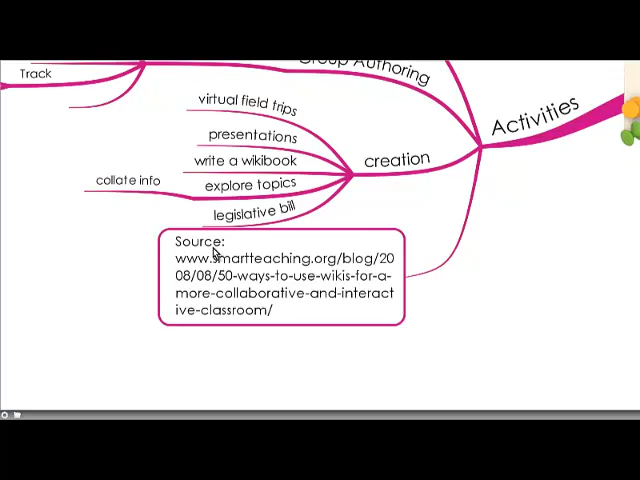 Group Authoring
Track
Activities
virtual field trips
presentations
write a wikibook
creation
collate info
explore topics
legislative bill
Source:
www.smartteaching.org/blog/20
08/08/50-ways-to-use-wikis-for-a-
more-collaborative-and-interact
ive-classroom/